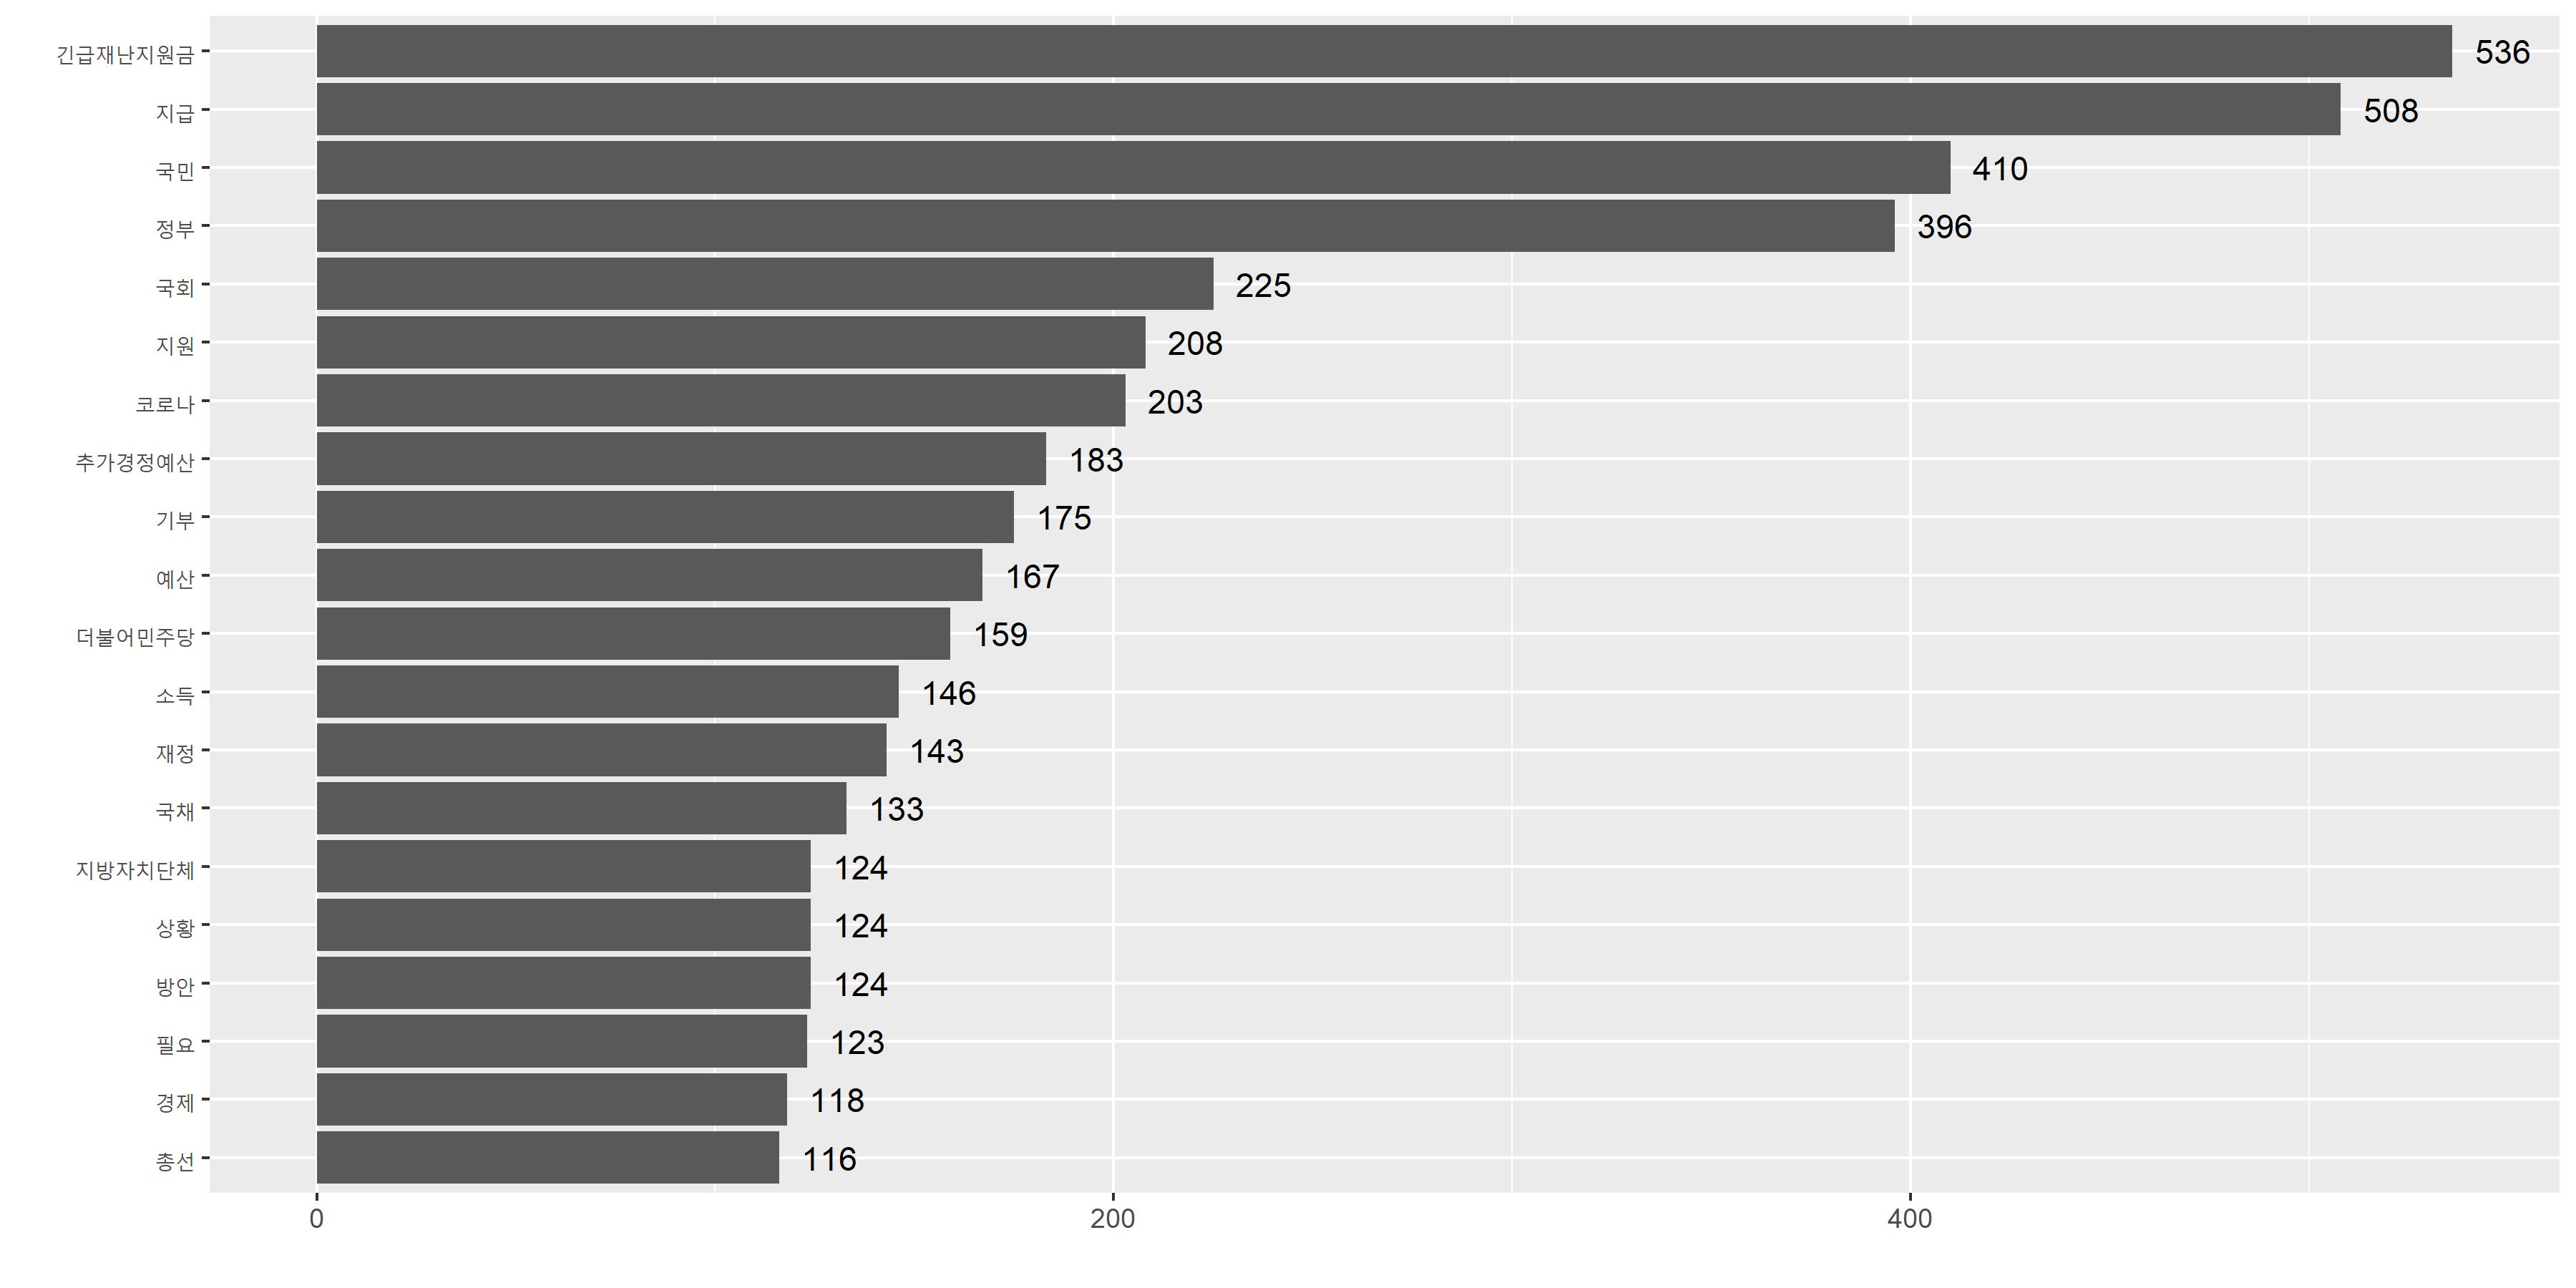 긴급재난지원금 536
지급 508
국민 410
정부 396
국회 225
지원 208
코로나 203
추가경정예산 183
기부 175
예산 167
더불어민주당 159
소득 146
재정 143
국채 133
지방자치단체 124
상황 124
방안 124
필요 123
경제 118
총선 116
0 200 400